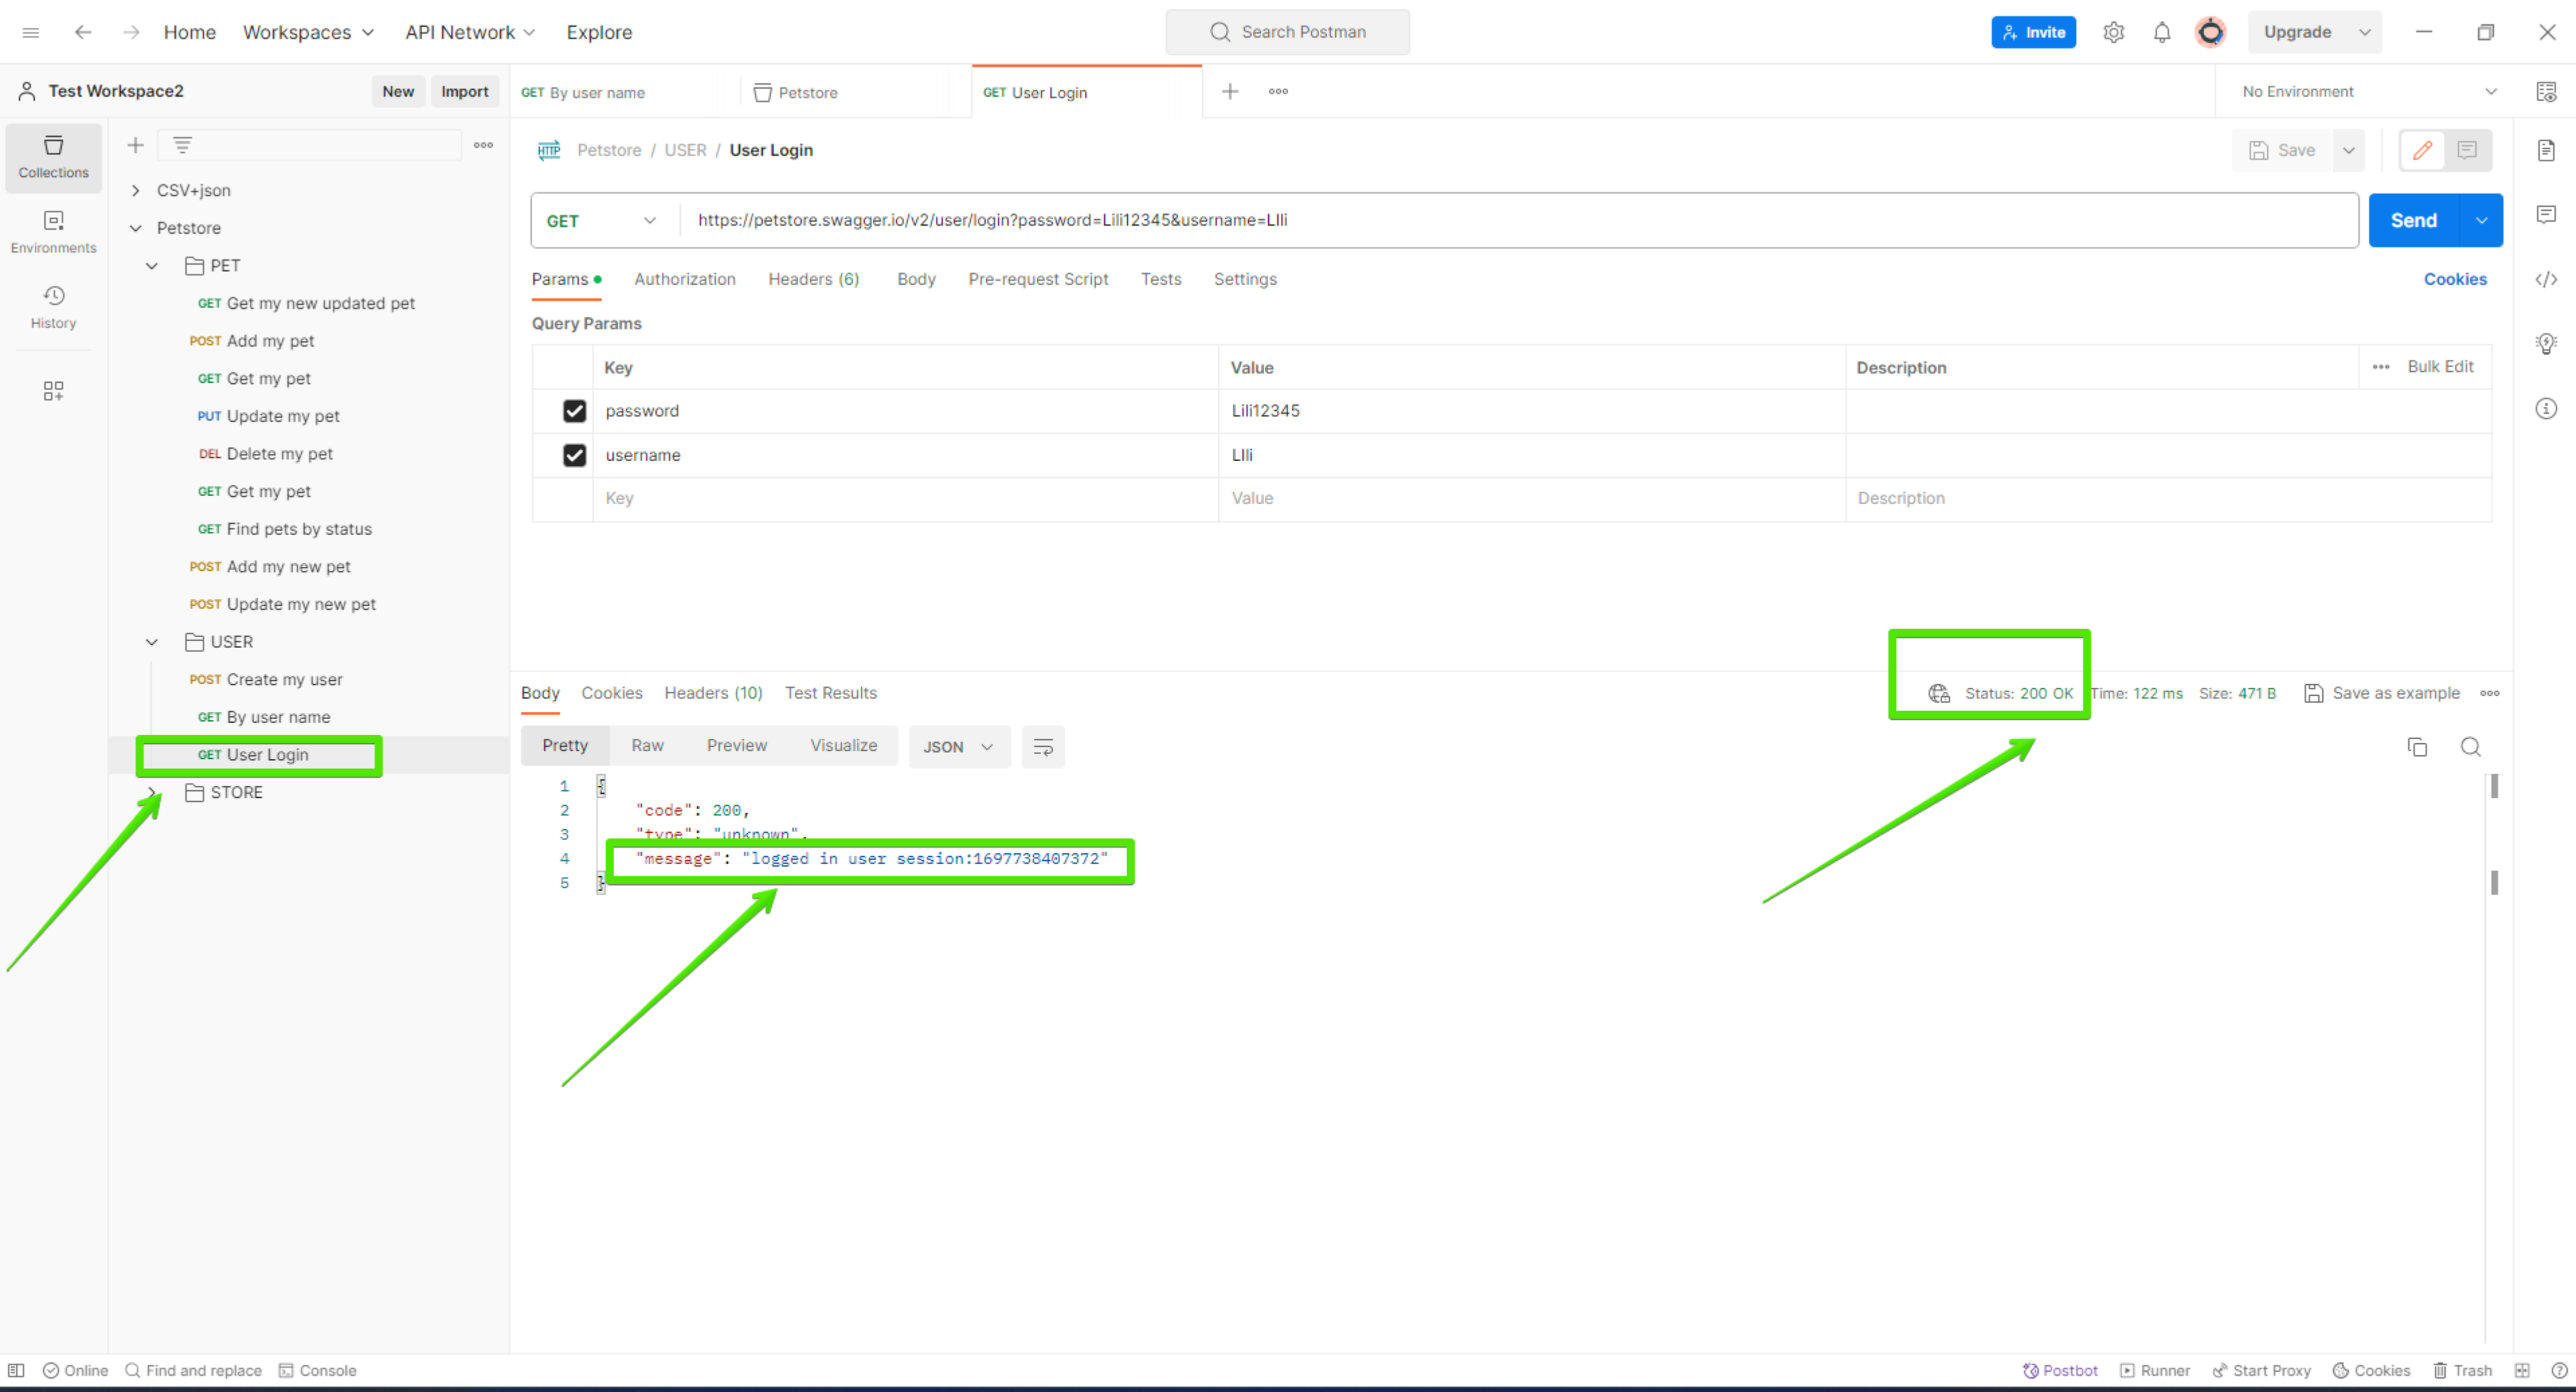 Home Workspaces API Network Explore Search Postman Invite Upgrade
Test Workspace2 New Import GET By user name Petstore GET User Login No Environment
Collections
Environments
History
CSV+json
Petstore
PET
GET Get my new updated pet
POST Add my pet
GET Get my pet
PUT Update my pet
DEL Delete my pet
GET Get my pet
GET Find pets by status
POST Add my new pet
POST Update my new pet
USER
POST Create my user
GET By user name
GET User Login
STORE
HTTP Petstore / USER / User Login Save
GET https://petstore.swagger.io/v2/user/login?password=Lili12345&username=LIli Send
Params Authorization Headers (6) Body Pre-request Script Tests Settings Cookies
Query Params
Key Value Description Bulk Edit
password Lili12345
username LIli
Key Value Description
Body Cookies Headers (10) Test Results Status: 200 OK Time: 122 ms Size: 471 B Save as example
Pretty Raw Preview Visualize JSON
1 {
2 "code": 200,
3 "type": "unknown",
4 "message": "logged in user session:1697738407372"
5 }
Online Find and replace Console Postbot Runner Start Proxy Cookies Trash